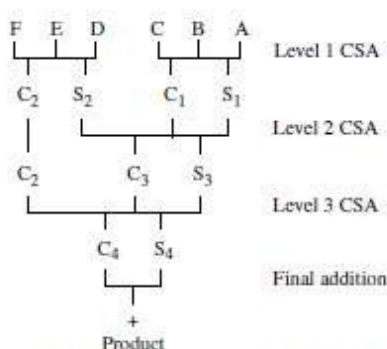 F E D C B A
Level 1 CSA
C2 S2 C1 S1
Level 2 CSA
C2 C3 S3
Level 3 CSA
C4 S4
Final addition
+
Product